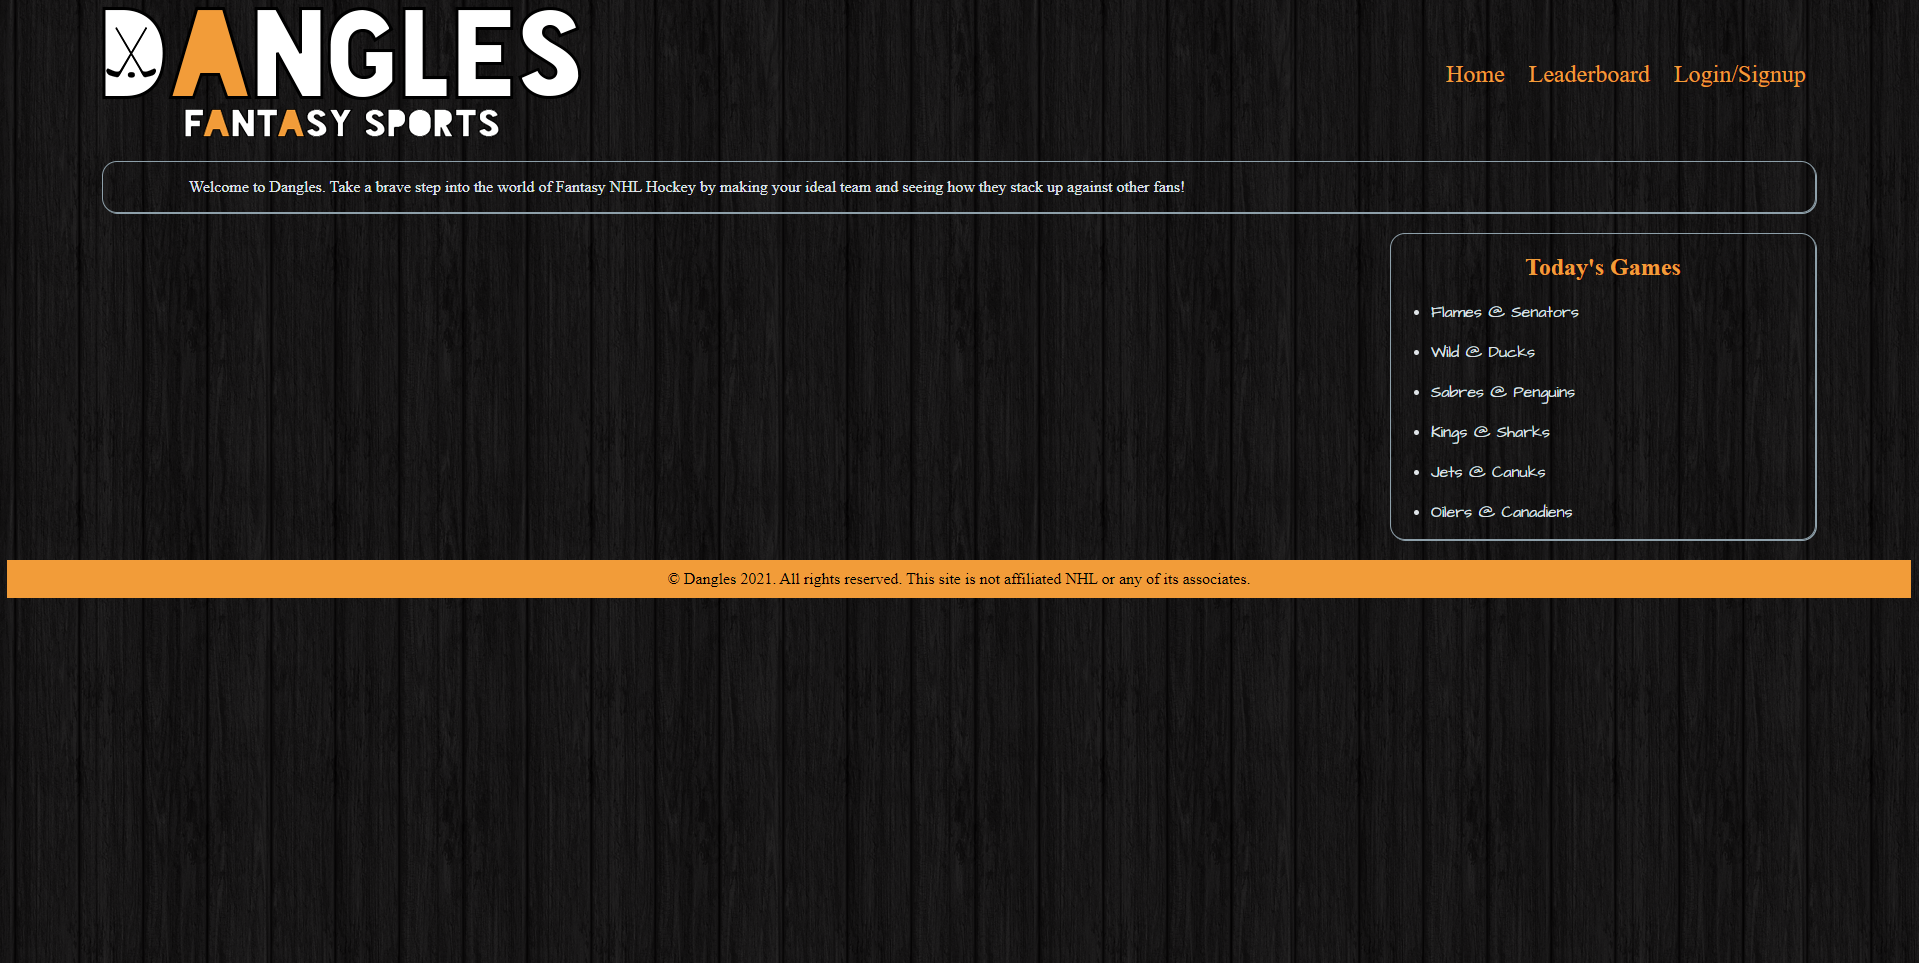 DANGLES
FANTASY SPORTS
Home Leaderboard Login/Signup
Welcome to Dangles. Take a brave step into the world of Fantasy NHL Hockey by making your ideal team and seeing how they stack up against other fans!
Today's Games
Flames @ Senators
Wild @ Ducks
Sabres @ Penguins
Kings @ Sharks
Jets @ Canuks
Oilers @ Canadiens
© Dangles 2021. All rights reserved. This site is not affiliated NHL or any of its associates.